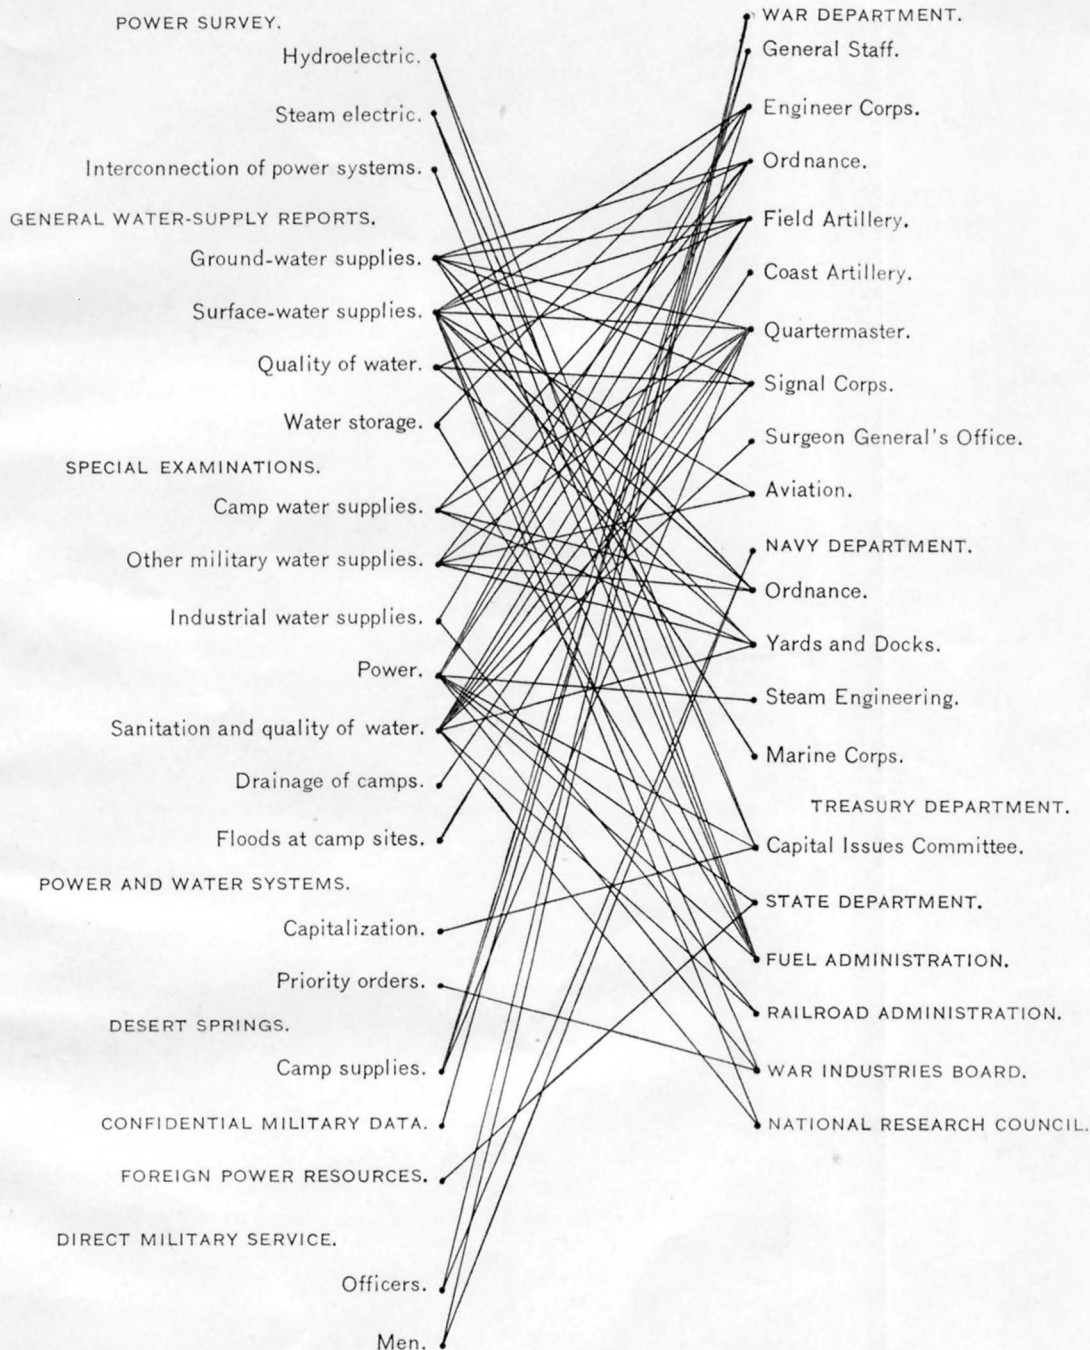 POWER SURVEY.
Hydroelectric.
Steam electric.
Interconnection of power systems.
GENERAL WATER-SUPPLY REPORTS.
Ground-water supplies.
Surface-water supplies.
Quality of water.
Water storage.
SPECIAL EXAMINATIONS.
Camp water supplies.
Other military water supplies.
Industrial water supplies.
Power.
Sanitation and quality of water.
Drainage of camps.
Floods at camp sites.
POWER AND WATER SYSTEMS.
Capitalization.
Priority orders.
DESERT SPRINGS.
Camp supplies.
CONFIDENTIAL MILITARY DATA.
FOREIGN POWER RESOURCES.
DIRECT MILITARY SERVICE.
Officers.
Men.
WAR DEPARTMENT.
General Staff.
Engineer Corps.
Ordnance.
Field Artillery.
Coast Artillery.
Quartermaster.
Signal Corps.
Surgeon General's Office.
Aviation.
NAVY DEPARTMENT.
Ordnance.
Yards and Docks.
Steam Engineering.
Marine Corps.
TREASURY DEPARTMENT.
Capital Issues Committee.
STATE DEPARTMENT.
FUEL ADMINISTRATION.
RAILROAD ADMINISTRATION.
WAR INDUSTRIES BOARD.
NATIONAL RESEARCH COUNCIL.